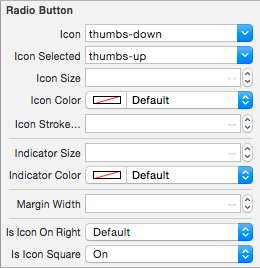 Radio Button
Icon thumbs-down
Icon Selected thumbs-up
Icon Size --
Icon Color Default
Icon Stroke... --
Indicator Size --
Indicator Color Default
Margin Width --
Is Icon On Right Default
Is Icon Square On